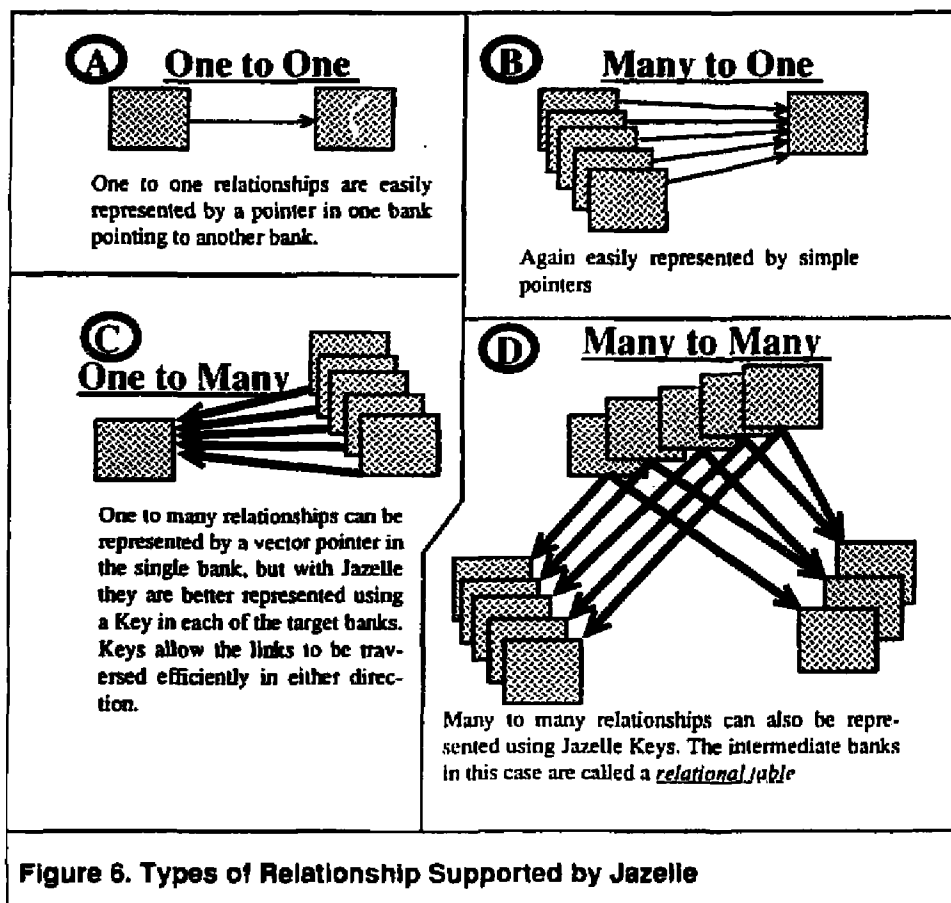 A One to One
One to one relationships are easily
represented by a pointer in one bank
pointing to another bank.
B Many to One
Again easily represented by simple
pointers
C
One to Many
One to many relationships can be
represented by a vector pointer in
the single bank, but with Jazelle
they are better represented using
a Key in each of the target banks.
Keys allow the links to be trav-
ersed efficiently in either direc-
tion.
D Many to Many
Many to many relationships can also be repre-
sented using Jazelle Keys. The intermediate banks
in this case are called a relational table
Figure 6. Types of Relationship Supported by Jazelle